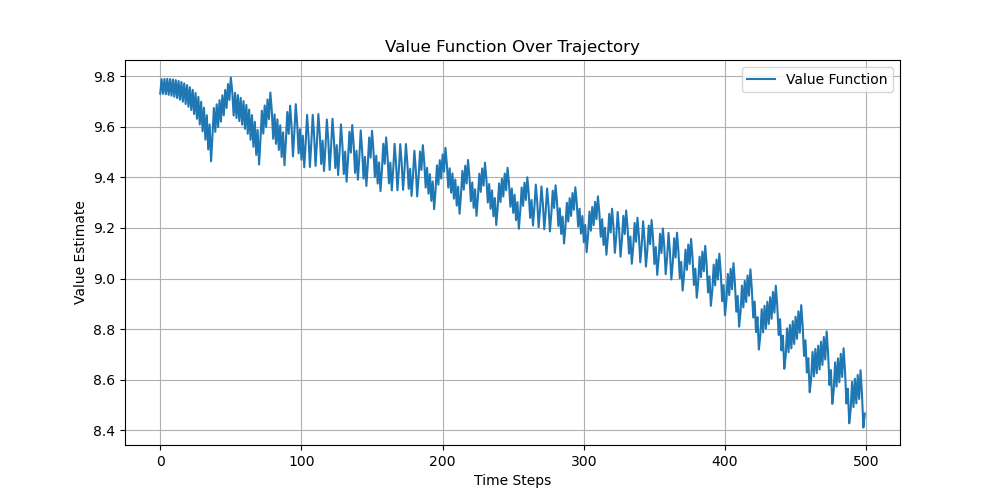 Value Function Over Trajectory
Value Function
Value Estimate
9.8
9.6
9.4
9.2
9.0
8.8
8.6
8.4
0 100 200 300 400 500
Time Steps